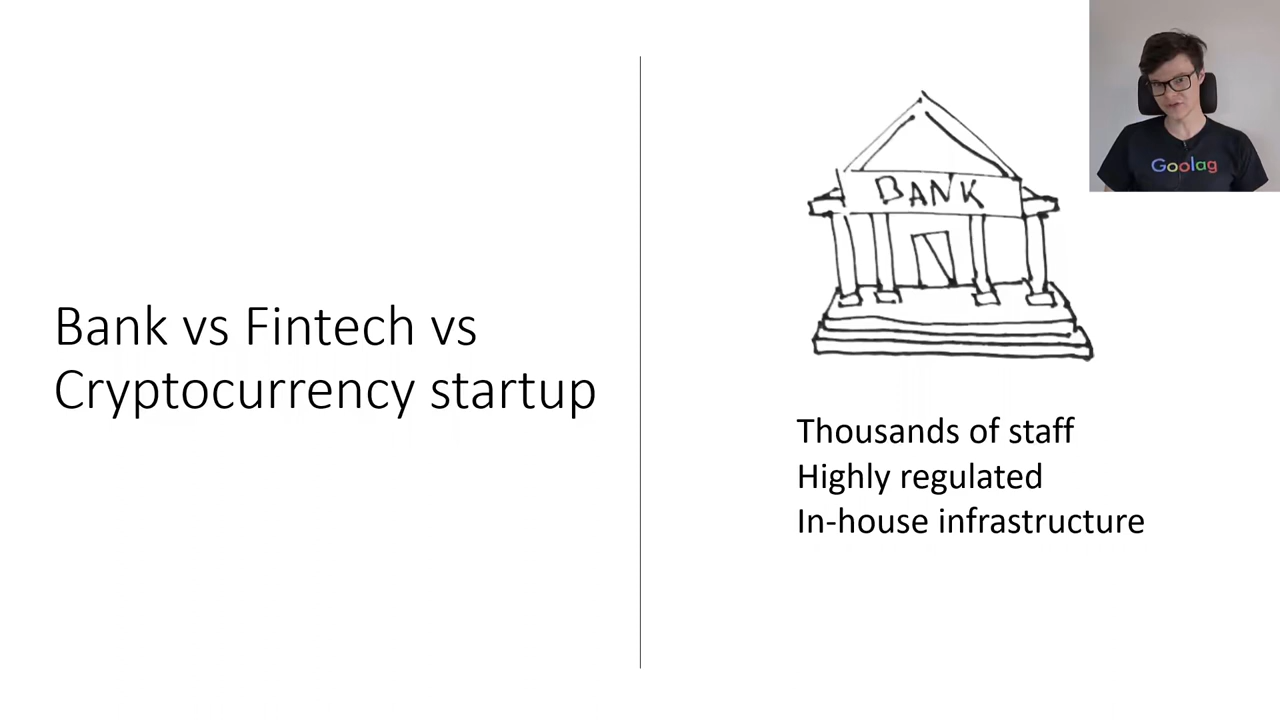 Bank vs Fintech vs
Cryptocurrency startup
BANK
Thousands of staff
Highly regulated
In-house infrastructure
Goolag